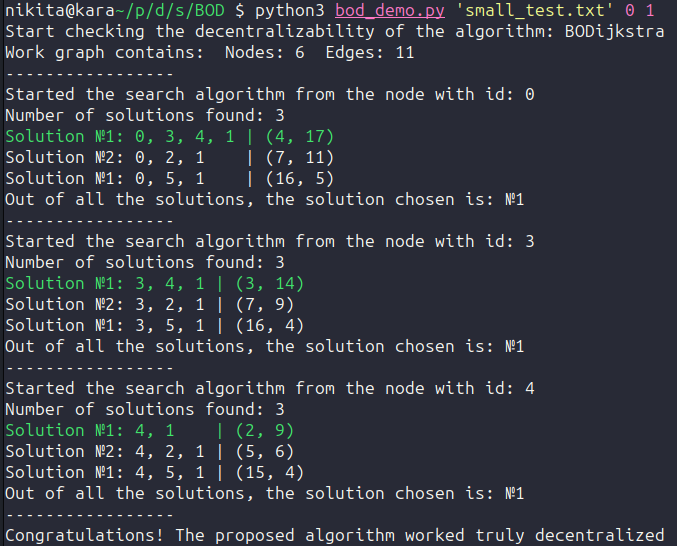 nikita@kara~/p/d/s/BOD $ python3 bod_demo.py 'small_test.txt' 0 1
Start checking the decentralizability of the algorithm: BODijkstra
Work graph contains:  Nodes: 6  Edges: 11
-----------------
Started the search algorithm from the node with id: 0
Number of solutions found: 3
Solution №1: 0, 3, 4, 1 | (4, 17)
Solution №2: 0, 2, 1    | (7, 11)
Solution №1: 0, 5, 1    | (16, 5)
Out of all the solutions, the solution chosen is: №1
-----------------
Started the search algorithm from the node with id: 3
Number of solutions found: 3
Solution №1: 3, 4, 1 | (3, 14)
Solution №2: 3, 2, 1 | (7, 9)
Solution №1: 3, 5, 1 | (16, 4)
Out of all the solutions, the solution chosen is: №1
-----------------
Started the search algorithm from the node with id: 4
Number of solutions found: 3
Solution №1: 4, 1    | (2, 9)
Solution №2: 4, 2, 1 | (5, 6)
Solution №1: 4, 5, 1 | (15, 4)
Out of all the solutions, the solution chosen is: №1
-----------------
Congratulations! The proposed algorithm worked truly decentralized